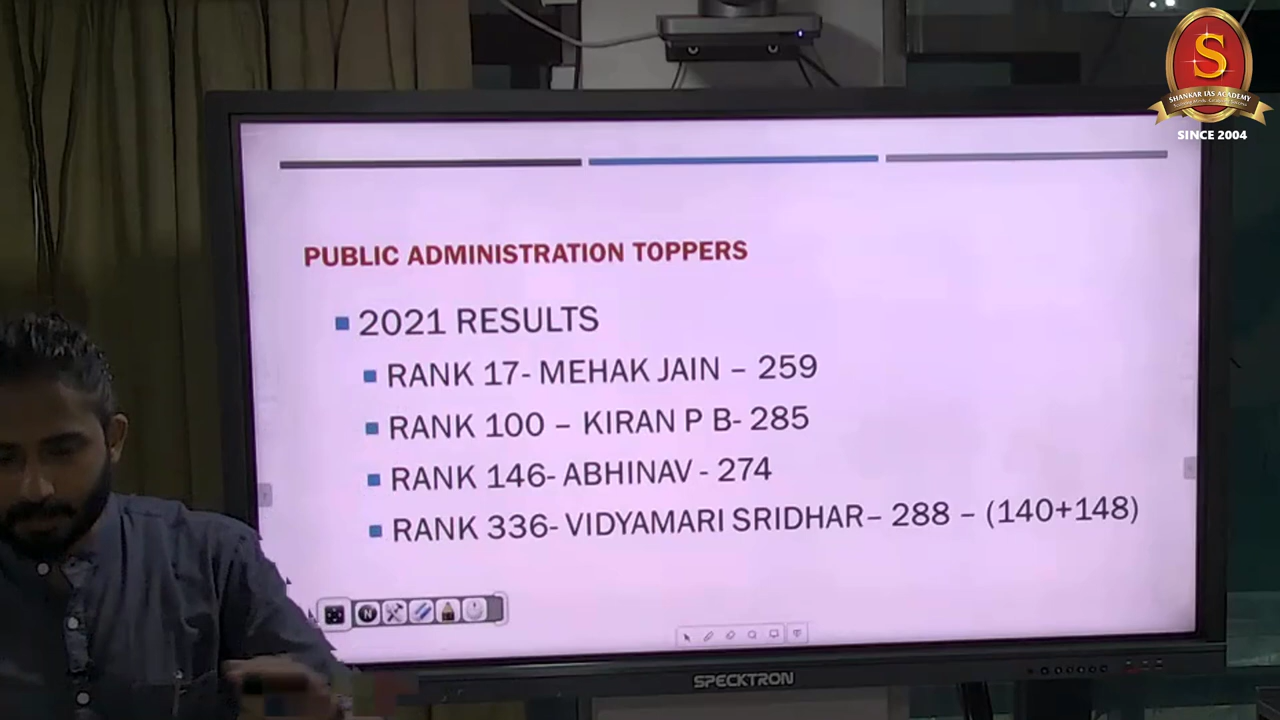 S
SHANKAR IAS ACADEMY
SINCE 2004
PUBLIC ADMINISTRATION TOPPERS
2021 RESULTS
RANK 17- MEHAK JAIN – 259
RANK 100 – KIRAN P B- 285
RANK 146- ABHINAV - 274
RANK 336- VIDYAMARI SRIDHAR– 288 – (140+148)
N
SPECKTRON